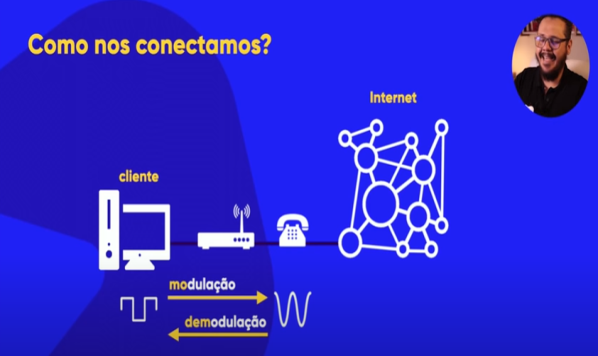 Como nos conectamos?
Internet
cliente
modulação
demodulação